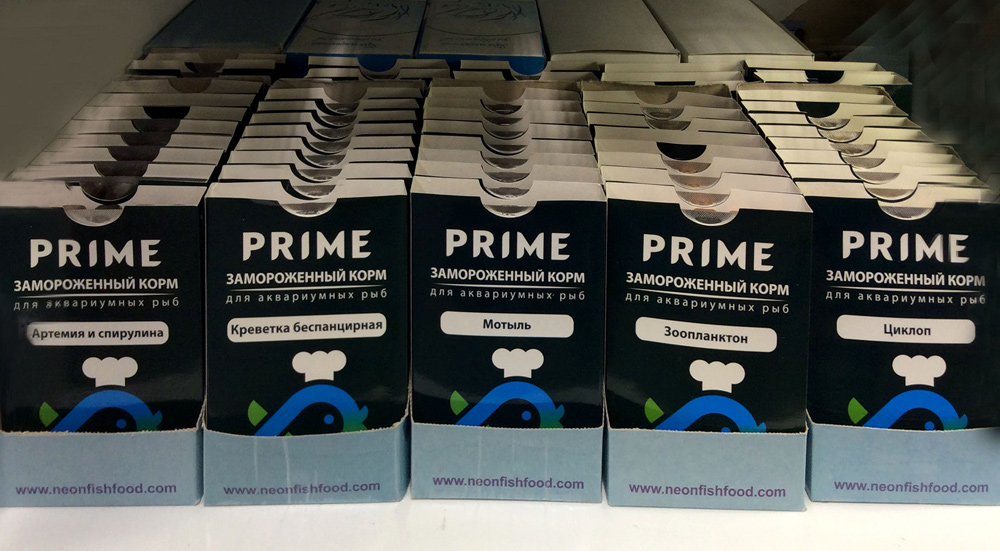 PRIME
ЗАМОРОЖЕННЫЙ КОРМ
для аквариумных рыб
Артемия и спирулина
www.neonfishfood.com
PRIME
ЗАМОРОЖЕННЫЙ КОРМ
для аквариумных рыб
Креветка беспанцирная
www.neonfishfood.com
PRIME
ЗАМОРОЖЕННЫЙ КОРМ
для аквариумных рыб
Мотыль
www.neonfishfood.com
PRIME
ЗАМОРОЖЕННЫЙ КОРМ
для аквариумных рыб
Зоопланктон
www.neonfishfood.com
PRIME
ЗАМОРОЖЕННЫЙ КОРМ
для аквариумных рыб
Циклоп
www.neonfishfood.com